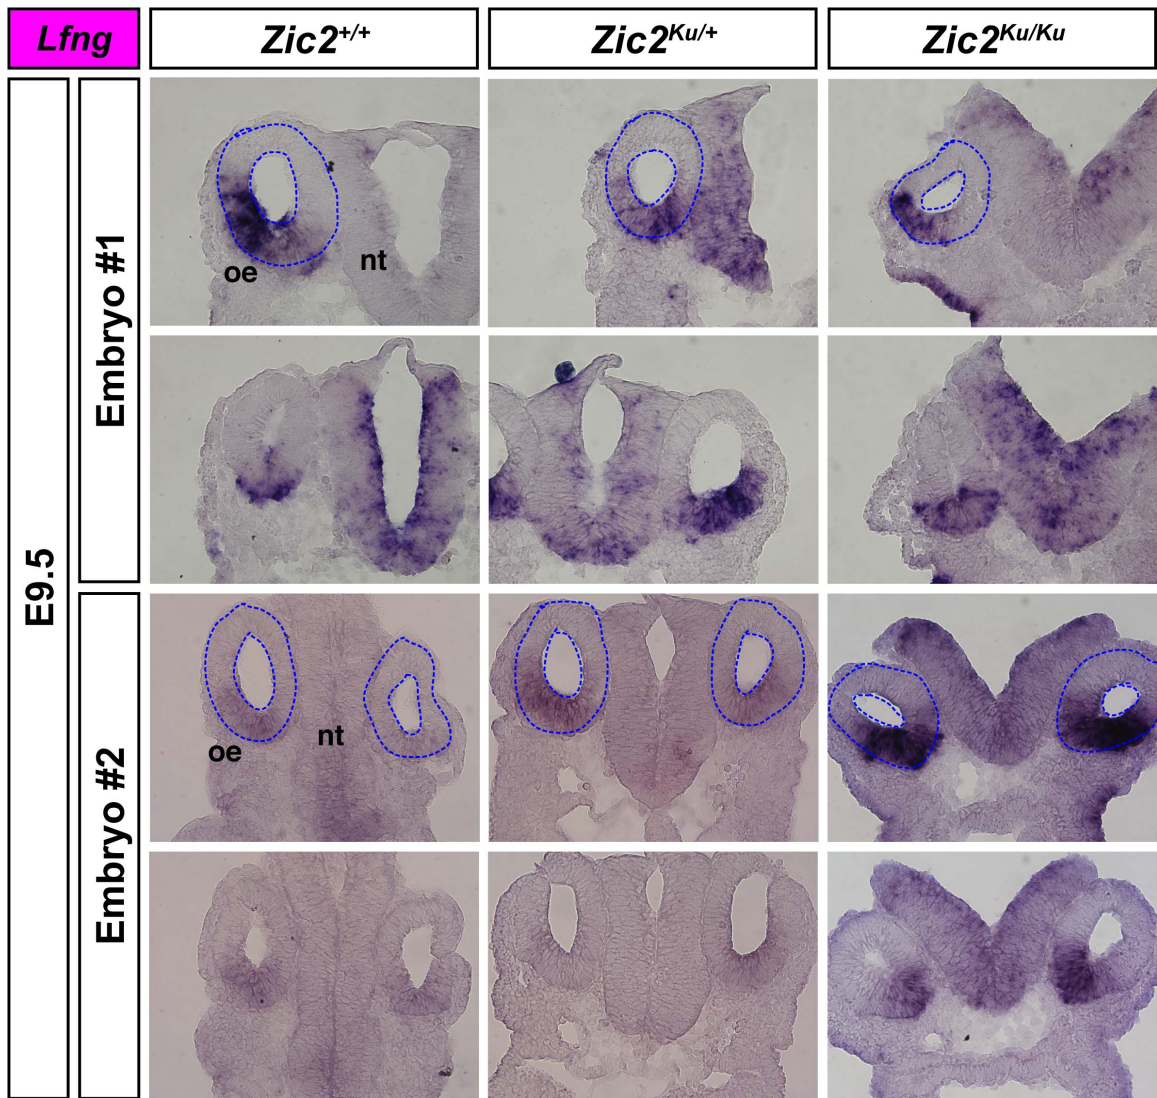 Lfng
Zic2+/+
Zic2Ku/+
Zic2Ku/Ku
E9.5
Embryo #1
oe
nt
Embryo #2
oe
nt